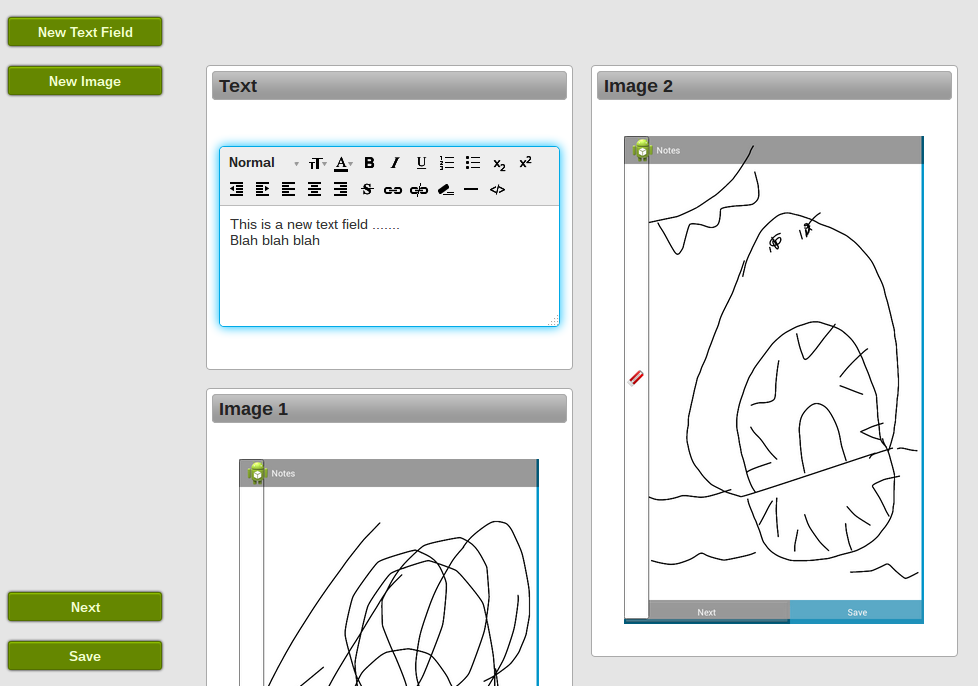 New Text Field
New Image
Text
Normal
This is a new text field .......
Blah blah blah
Image 1
Notes
Image 2
Notes
Next
Save
Next
Save